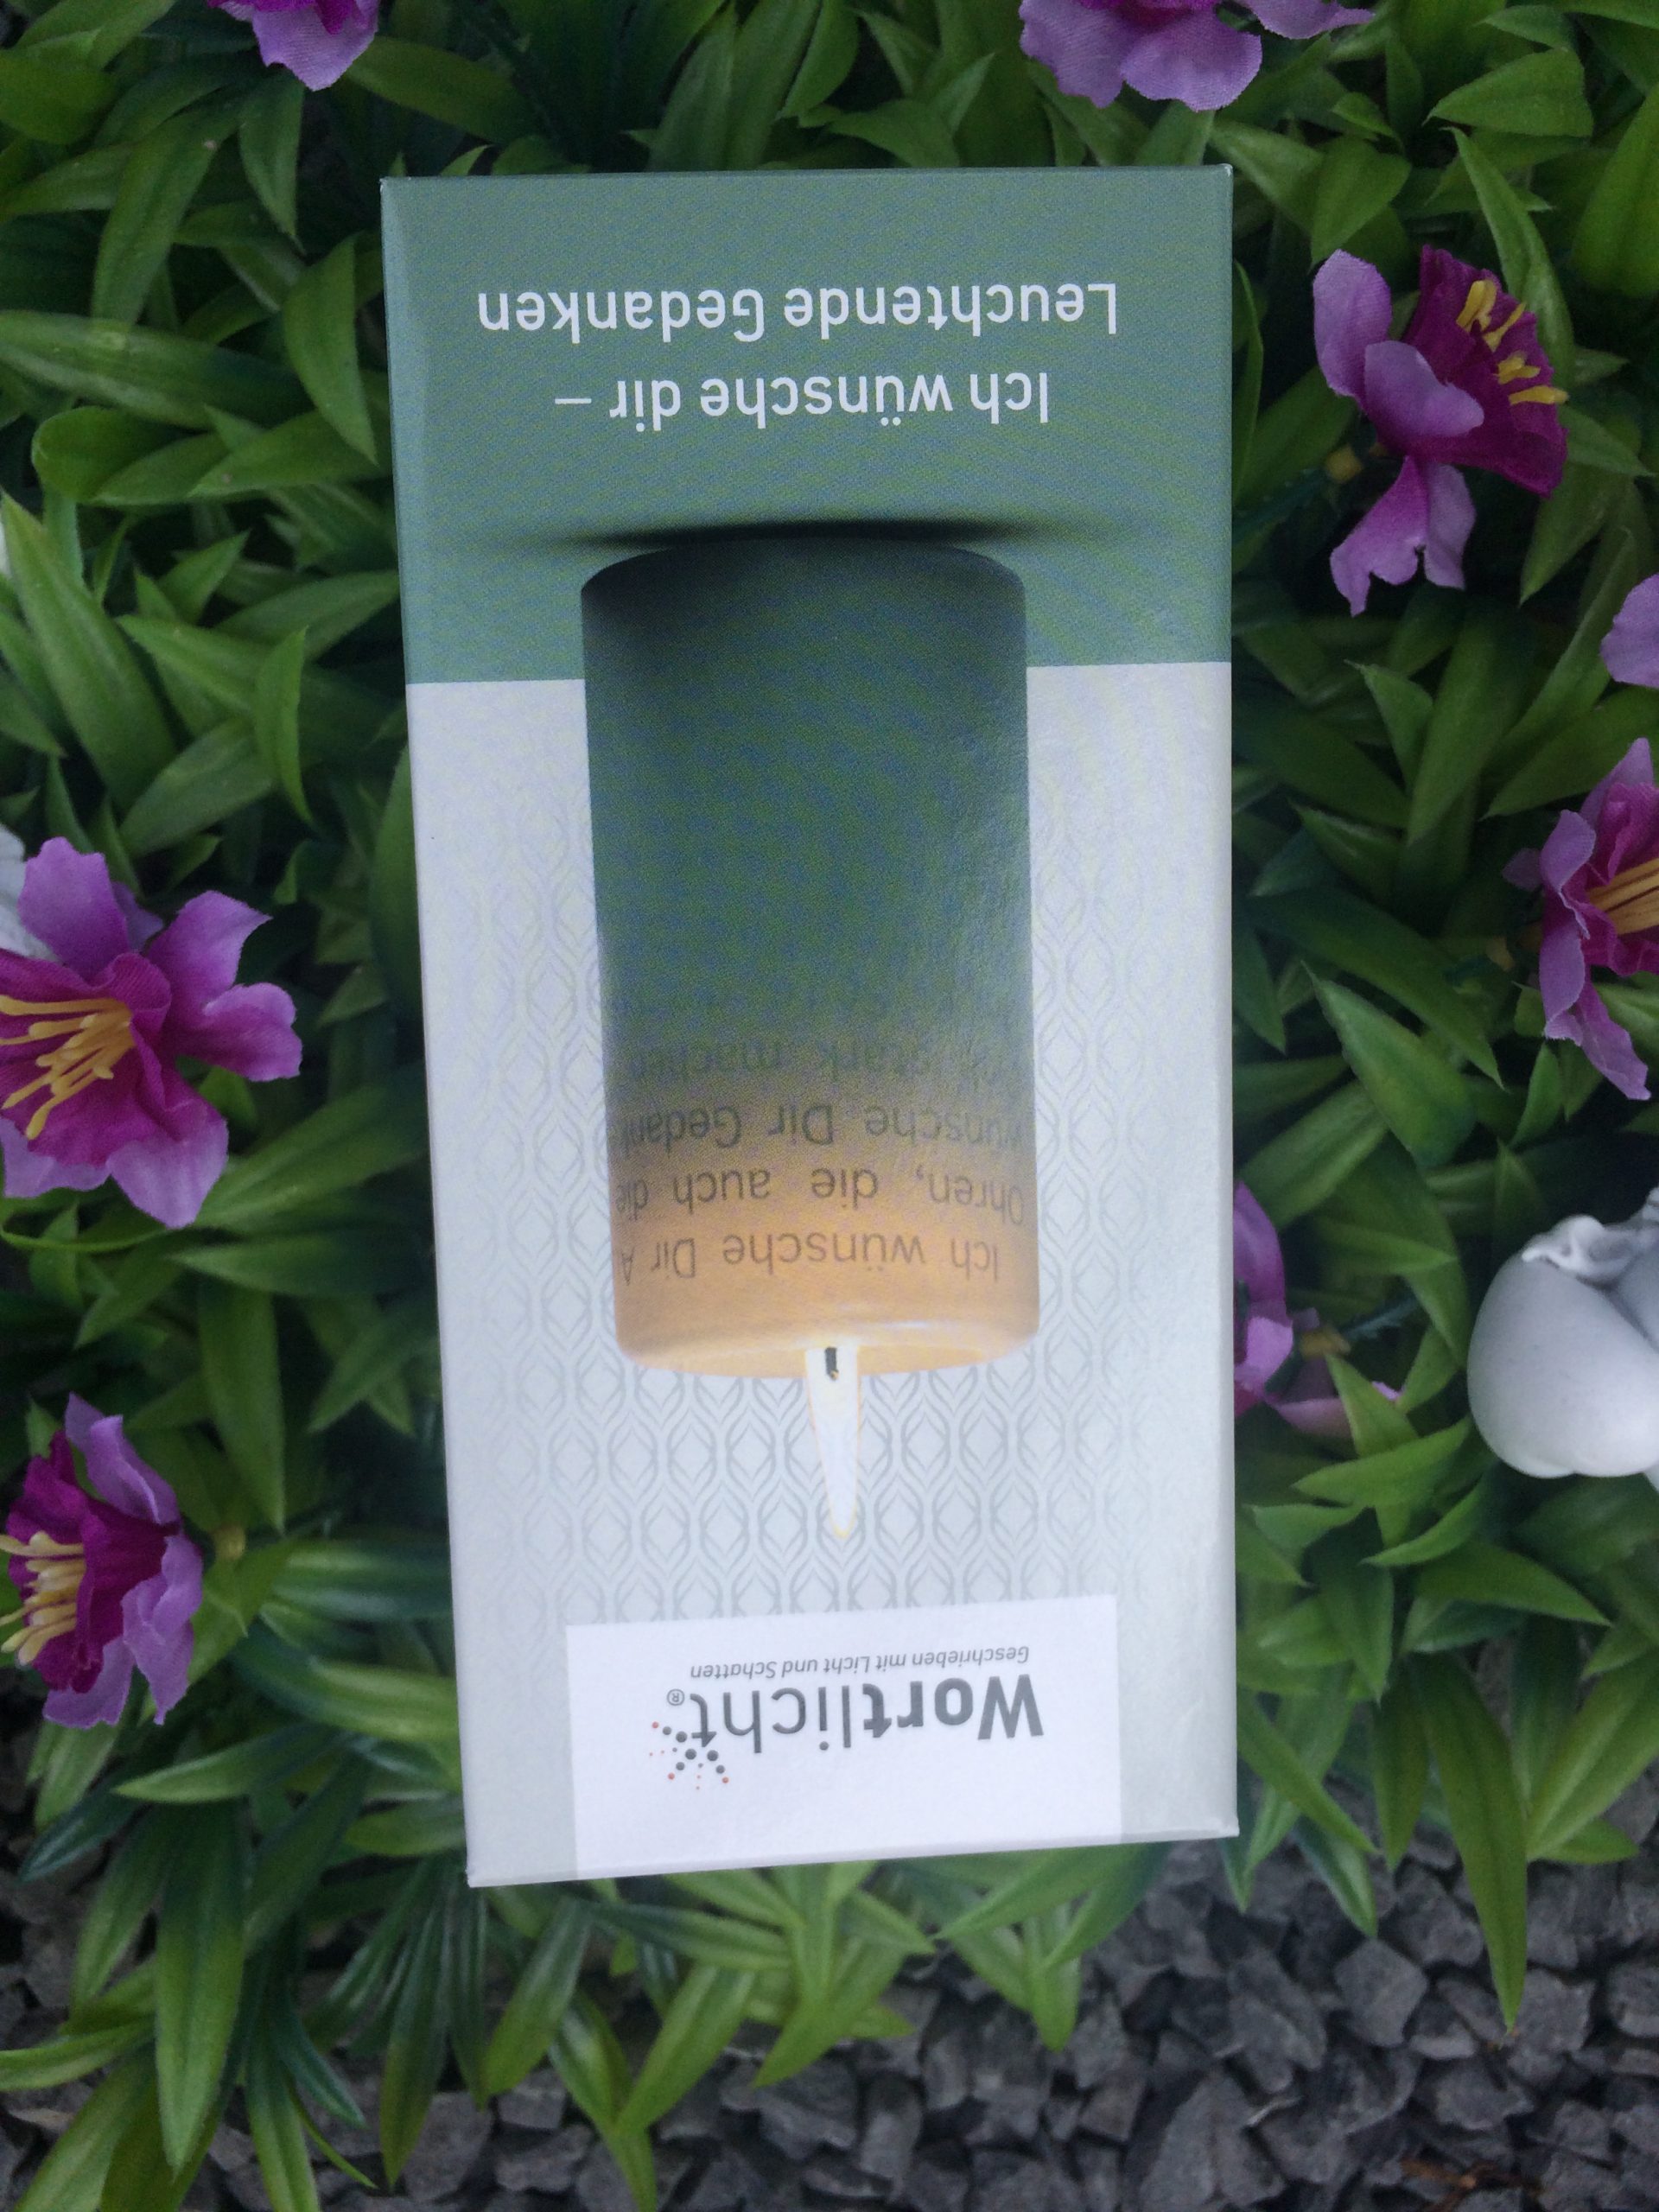 Wortlicht®
Geschrieben mit Licht und Schatten
Ich wünsche Dir A
Ohren, die auch die
wünsche Dir Gedank
stark machen
Ich wünsche dir –
Leuchtende Gedanken